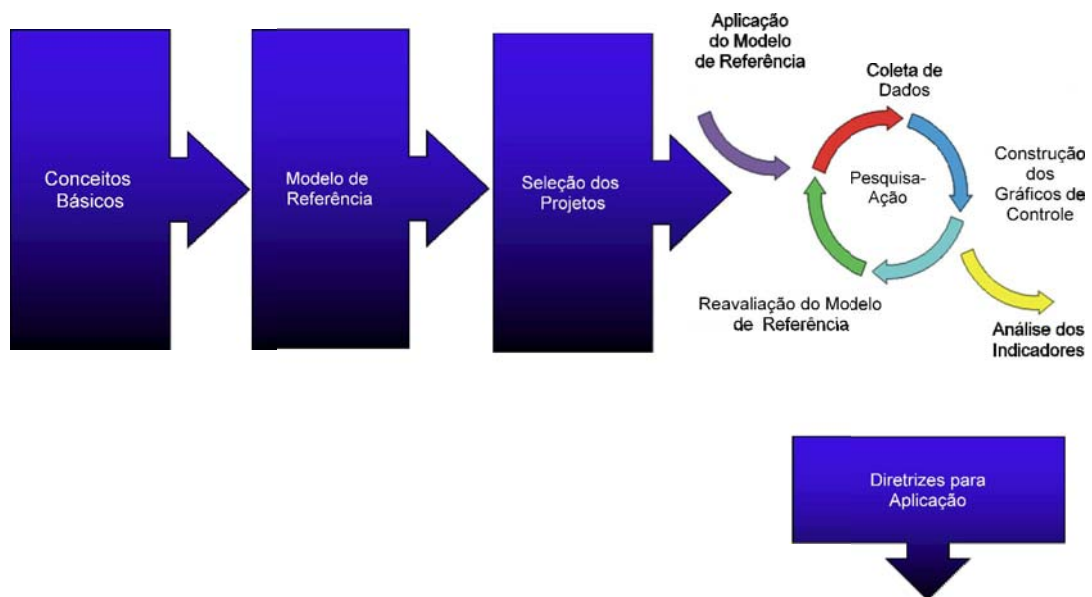 Conceitos
Básicos
Modelo de
Referência
Seleção dos
Projetos
Aplicação
do Modelo
de Referência
Coleta de
Dados
Pesquisa-
Ação
Construção
dos
Gráficos de
Controle
Reavaliação do Modelo
de Referência
Análise dos
Indicadores
Diretrizes para
Aplicação